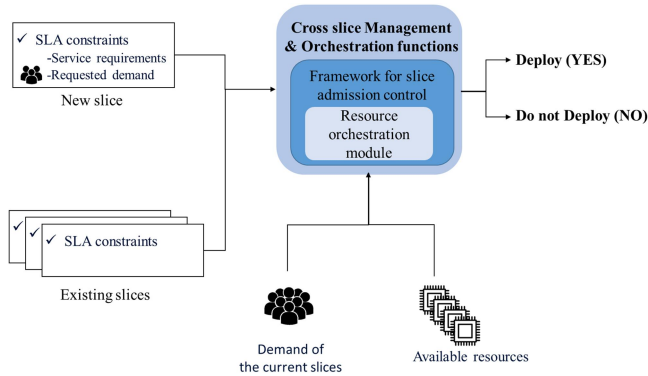 ✓ SLA constraints
-Service requirements
-Requested demand
New slice
✓
✓
✓ SLA constraints
Existing slices
Cross slice Management
& Orchestration functions
Framework for slice
admission control
Resource
orchestration
module
Deploy (YES)
Do not Deploy (NO)
Demand of
the current slices
Available resources